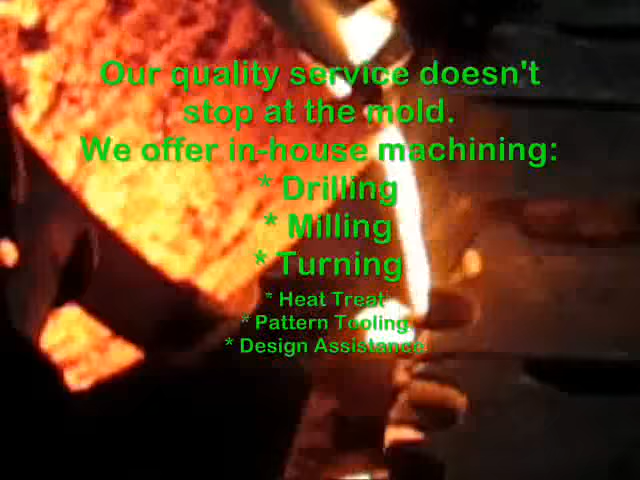 Our quality service doesn't
stop at the mold.
We offer in-house machining:
* Drilling
* Milling
* Turning
* Heat Treat
* Pattern Tooling
* Design Assistance